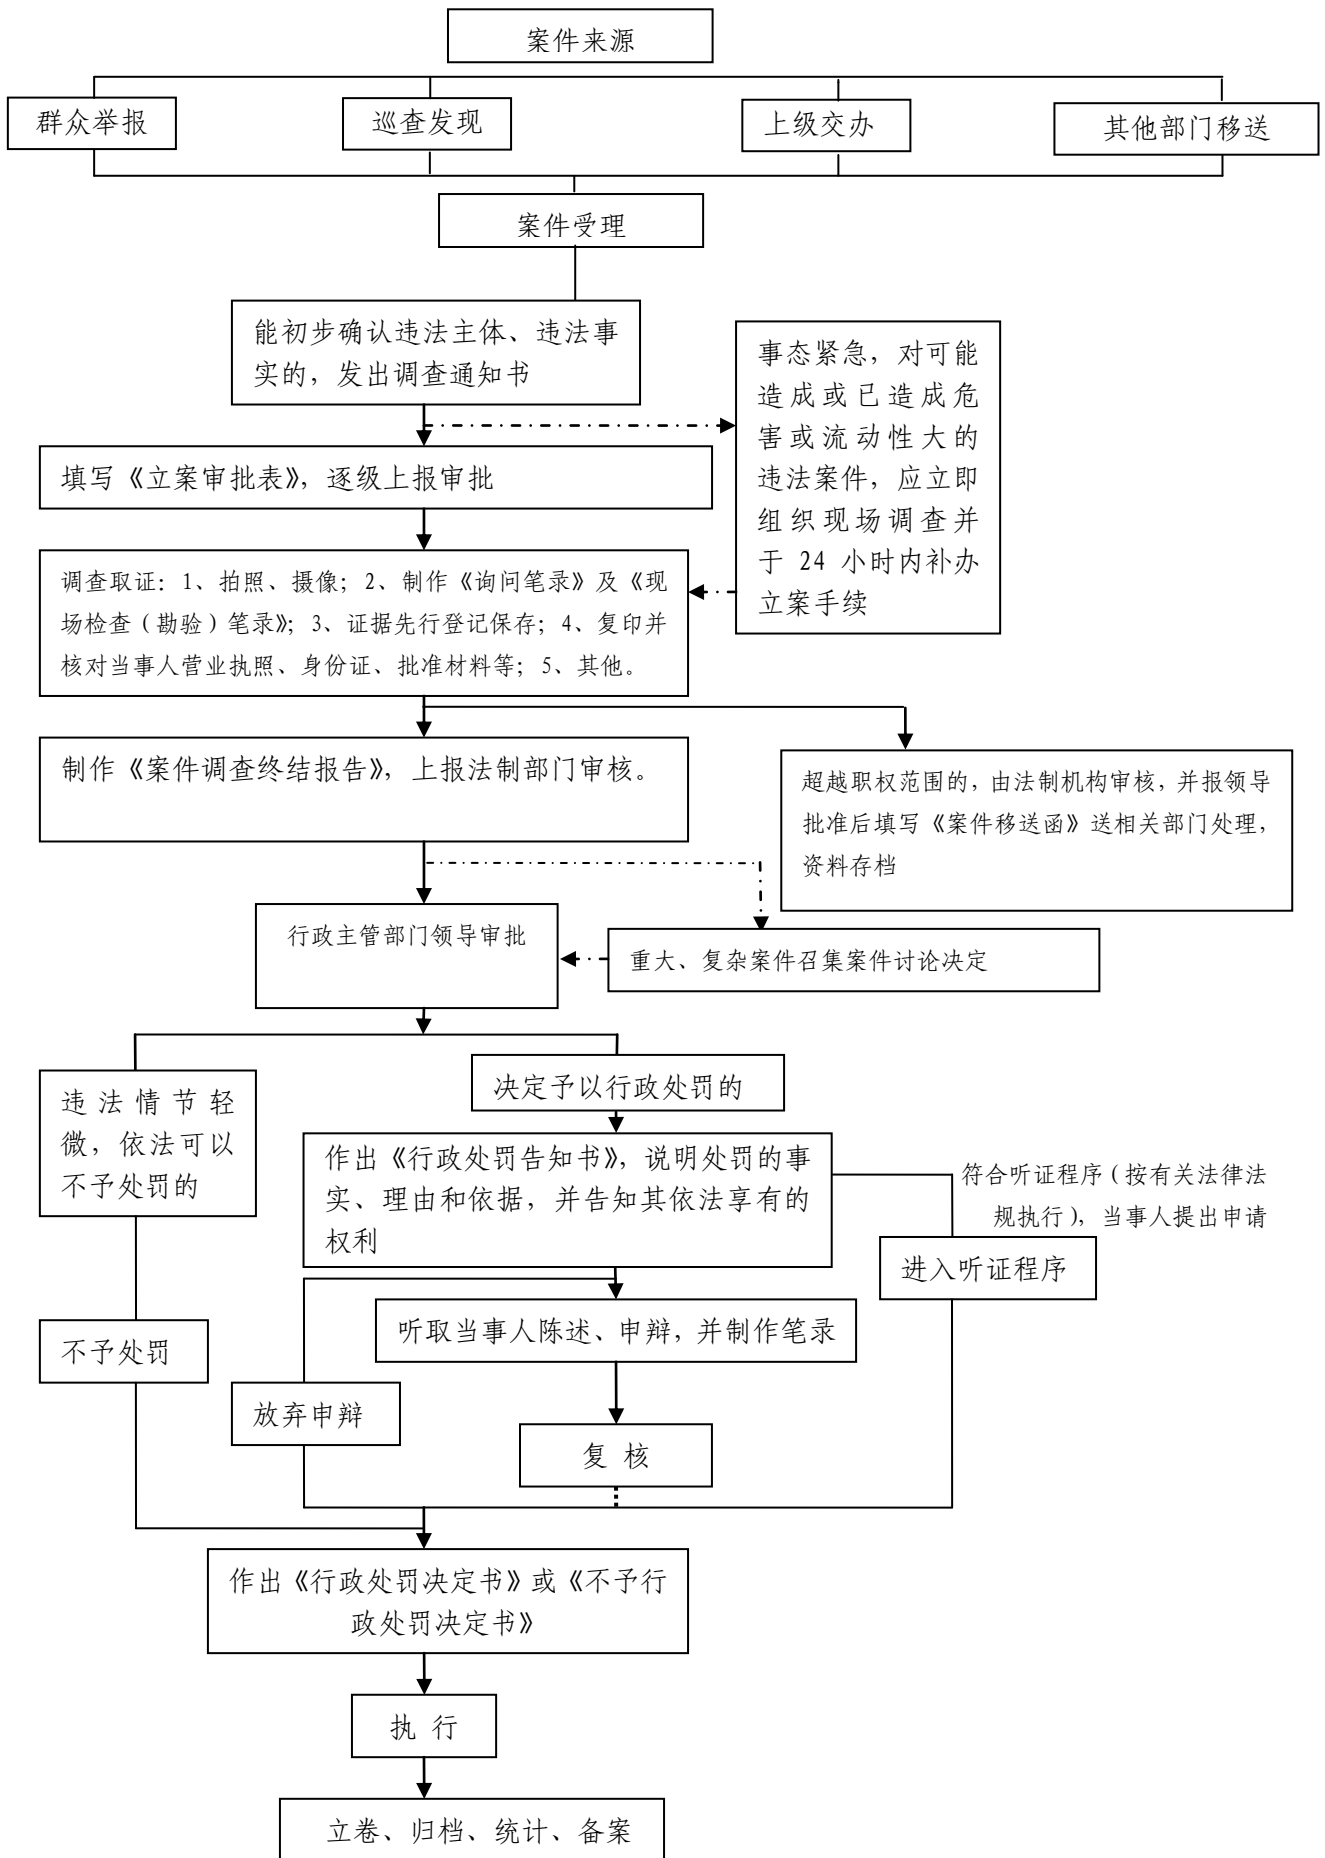 案件来源
群众举报
巡查发现
上级交办
其他部门移送
案件受理
能初步确认违法主体、违法事
实的，发出调查通知书
事态紧急，对可能
造成或已造成危
害或流动性大的
违法案件，应立即
组织现场调查并
于 24 小时内补办
立案手续
填写《立案审批表》，逐级上报审批
调查取证：1、拍照、摄像；2、制作《询问笔录》及《现
场检查（勘验）笔录》；3、证据先行登记保存；4、复印并
核对当事人营业执照、身份证、批准材料等；5、其他。
制作《案件调查终结报告》，上报法制部门审核。
超越职权范围的，由法制机构审核，并报领导
批准后填写《案件移送函》送相关部门处理，
资料存档
行政主管部门领导审批
重大、复杂案件召集案件讨论决定
违法情节轻
微，依法可以
不予处罚的
决定予以行政处罚的
作出《行政处罚告知书》，说明处罚的事
实、理由和依据，并告知其依法享有的
权利
符合听证程序（按有关法律法
规执行），当事人提出申请
进入听证程序
听取当事人陈述、申辩，并制作笔录
不予处罚
放弃申辩
复 核
作出《行政处罚决定书》或《不予行
政处罚决定书》
执 行
立卷、归档、统计、备案